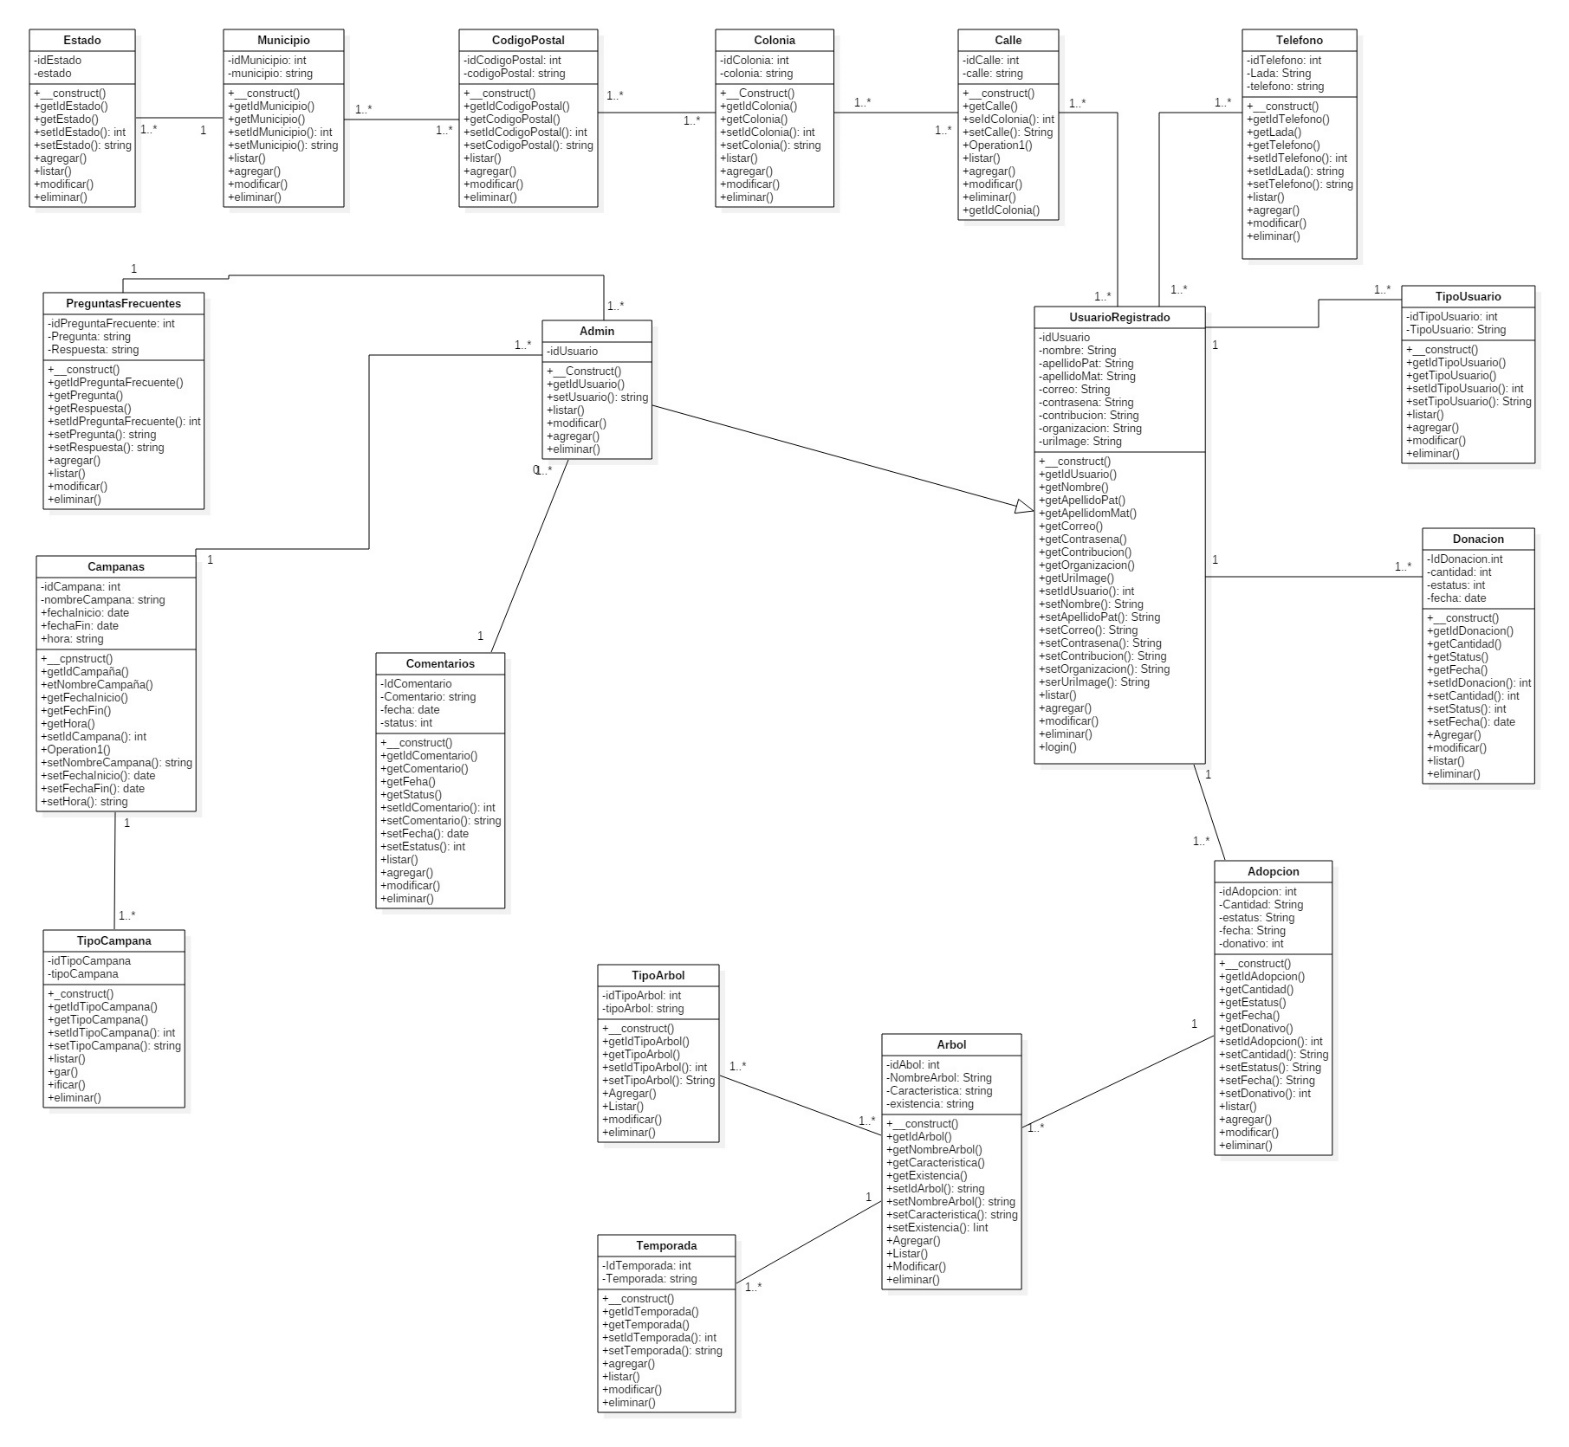 Estado
-idEstado
-estado
+__construct()
+getIdEstado()
+getEstado()
+setIdEstado(): int
+setEstado(): string
+agregar()
+listar()
+modificar()
+eliminar()
1..*
1
Municipio
-idMunicipio: int
-municipio: string
+__construct()
+getIdMunicipio()
+getMunicipio()
+setIdMunicipio(): int
+setMunicipio(): string
+listar()
+agregar()
+modificar()
+eliminar()
1..*
1..*
CodigoPostal
-idCodigoPostal: int
-codigoPostal: string
+__construct()
+getIdCodigoPostal()
+getCodigoPostal()
+setIdCodigoPostal(): int
+setCodigoPostal(): string
+listar()
+agregar()
+modificar()
+eliminar()
1..*
1..*
Colonia
-idColonia: int
-colonia: string
+__Construct()
+getIdColonia()
+getColonia()
+setIdColonia(): int
+setColonia(): string
+listar()
+agregar()
+modificar()
+eliminar()
1..*
1..*
Calle
-idCalle: int
-calle: string
+__construct()
+getCalle()
+seIdColonia(): int
+setCalle(): String
+Operation1()
+listar()
+agregar()
+modificar()
+eliminar()
+getIdColonia()
1..*
1..*
Telefono
-idTelefono: int
-Lada: String
-telefono: string
+__construct()
+getIdTelefono()
+getLada()
+getTelefono()
+setIdTelefono(): int
+setIdLada(): string
+setTelefono(): string
+listar()
+agregar()
+modificar()
+eliminar()
1..*
1..*
PreguntasFrecuentes
-idPreguntaFrecuente: int
-Pregunta: string
-Respuesta: string
+__construct()
+getIdPreguntaFrecuente()
+getPregunta()
+getRespuesta()
+setIdPreguntaFrecuente(): int
+setPregunta(): string
+setRespuesta(): string
+agregar()
+listar()
+modificar()
+eliminar()
1
1..*
Admin
-idUsuario
+__Construct()
+getIdUsuario()
+setUsuario(): string
+listar()
+modificar()
+agregar()
+eliminar()
1..*
1
1..*
1
UsuarioRegistrado
-idUsuario
-nombre: String
-apellidoPat: String
-apellidoMat: String
-correo: String
-contrasena: String
-contribucion: String
-organizacion: String
-uriImage: String
+__construct()
+getIdUsuario()
+getNombre()
+getApellidoPat()
+getApellidomMat()
+getCorreo()
+getContrasena()
+getContribucion()
+getOrganizacion()
+getUriImage()
+setIdUsuario(): int
+setNombre(): String
+setApellidoPat(): String
+setCorreo(): String
+setContrasena(): String
+setContribucion(): String
+setOrganizacion(): String
+serUriImage(): String
+listar()
+agregar()
+modificar()
+eliminar()
+login()
1
1..*
TipoUsuario
-idTipoUsuario: int
-TipoUsuario: String
+__construct()
+getIdTipoUsuario()
+getTipoUsuario()
+setIdTipoUsuario(): int
+setTipoUsuario(): String
+listar()
+agregar()
+modificar()
+eliminar()
1
1..*
Donacion
-IdDonacion.int
-cantidad: int
-estatus: int
-fecha: date
+__construct()
+getIdDonacion()
+getCantidad()
+getStatus()
+getFecha()
+setIdDonacion(): int
+setCantidad(): int
+setStatus(): int
+setFecha(): date
+Agregar()
+modificar()
+listar()
+eliminar()
Campanas
-idCampana: int
-nombreCampana: string
+fechaInicio: date
+fechaFin: date
+hora: string
+__cpnstruct()
+getIdCampaña()
+etNombreCampaña()
+getFechaInicio()
+getFechFin()
+getHora()
+setIdCampana(): int
+Operation1()
+setNombreCampana(): string
+setFechaInicio(): date
+setFechaFin(): date
+setHora(): string
1
1..*
TipoCampana
-idTipoCampana
-tipoCampana
+_construct()
+getIdTipoCampana()
+getTipoCampana()
+setIdTipoCampana(): int
+setTipoCampana(): string
+listar()
+gar()
+ificar()
+eliminar()
Comentarios
-IdComentario
-Comentario: string
-fecha: date
-status: int
+__construct()
+getIdComentario()
+getComentario()
+getFeha()
+getStatus()
+setIdComentario(): int
+setComentario(): string
+setFecha(): date
+setEstatus(): int
+listar()
+agregar()
+modificar()
+eliminar()
1
1..*
Adopcion
-idAdopcion: int
-Cantidad: String
-estatus: String
-fecha: String
-donativo: int
+__construct()
+getIdAdopcion()
+getCantidad()
+getEstatus()
+getFecha()
+getDonativo()
+setIdAdopcion(): int
+setCantidad(): String
+setEstatus(): String
+setFecha(): String
+setDonativo(): int
+listar()
+agregar()
+modificar()
+eliminar()
1
1..*
TipoArbol
-idTipoArbol: int
-tipoArbol: string
+__construct()
+getIdTipoArbol()
+getTipoArbol()
+setIdTipoArbol(): int
+setTipoArbol(): String
+Agregar()
+Listar()
+modificar()
+eliminar()
1..*
1..*
Arbol
-idAbol: int
-NombreArbol: String
-Caracteristica: string
-existencia: string
+__construct()
+getIdArbol()
+getNombreArbol()
+getCaracteristica()
+getExistencia()
+setIdArbol(): string
+setNombreArbol(): string
+setCaracteristica(): string
+setExistencia(): Iint
+Agregar()
+Listar()
+Modificar()
+eliminar()
1
1..*
Temporada
-IdTemporada: int
-Temporada: string
+__construct()
+getIdTemporada()
+getTemporada()
+setIdTemporada(): int
+setTemporada(): string
+agregar()
+listar()
+modificar()
+eliminar()